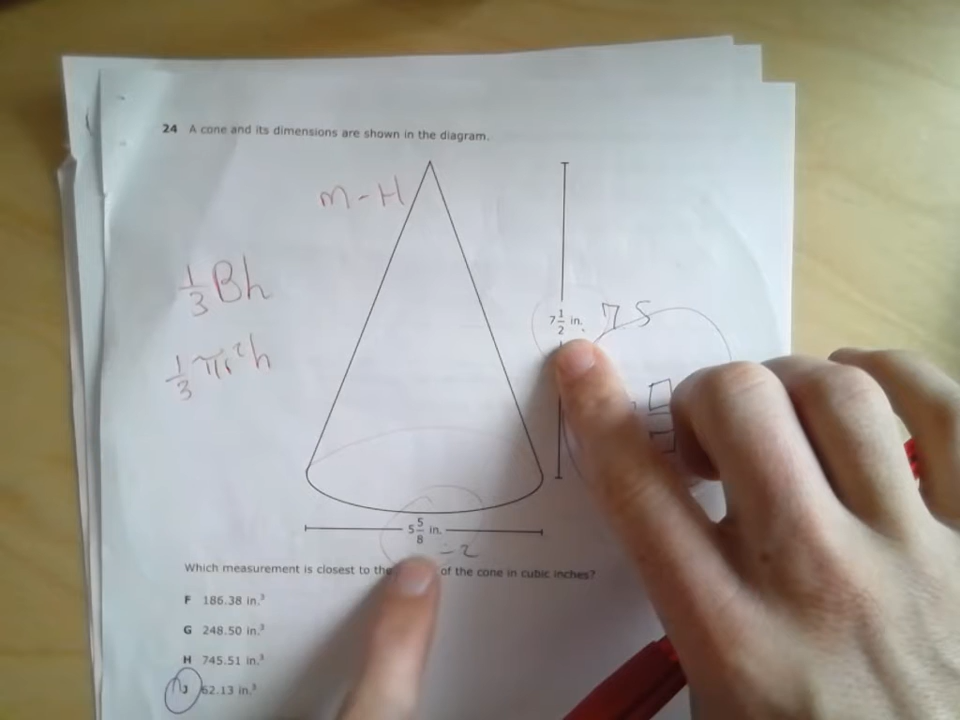 24 A cone and its dimensions are shown in the diagram.
m-H
1/3 Bh
7 1/2 in. 7 5
1/3 πr²h
5 5/8 in.
÷2
Which measurement is closest to the of the cone in cubic inches?
F 186.38 in.³
G 248.50 in.³
H 745.51 in.³
J 62.13 in.³